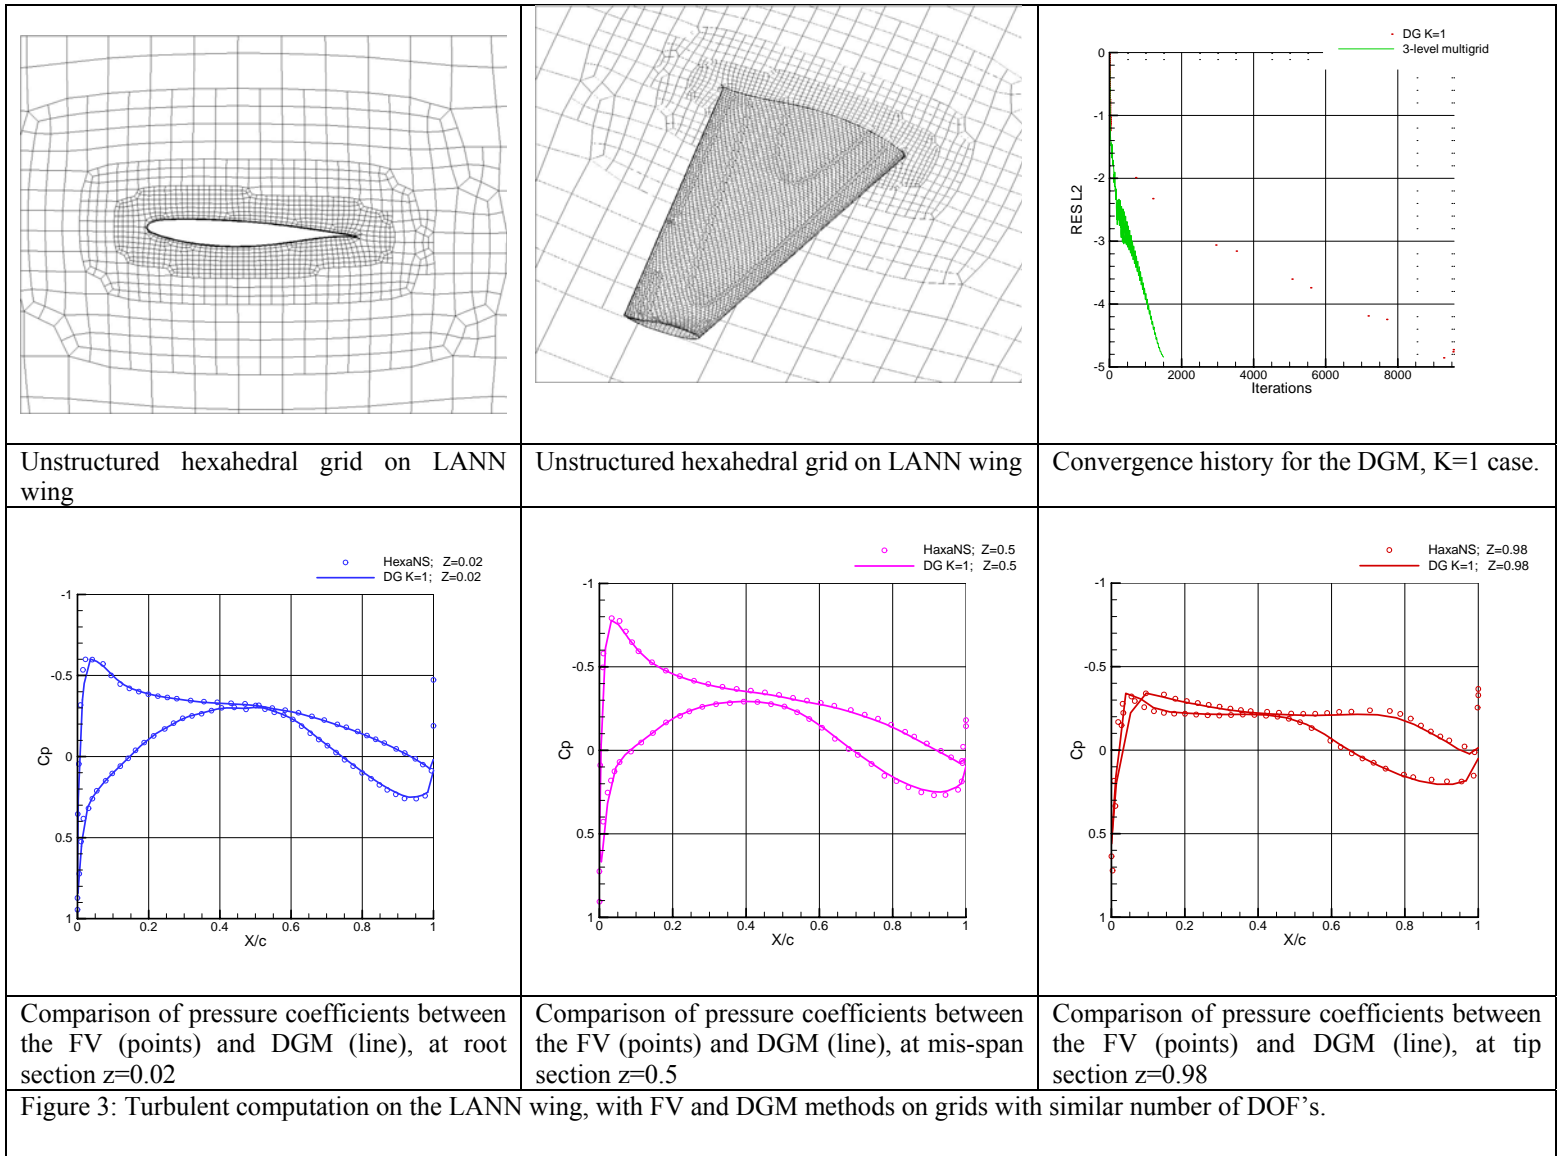 DG K=1
3-level multigrid
0
-1
-2
-3
-4
-5
RES L2
0
2000
4000
6000
8000
Iterations
Unstructured hexahedral grid on LANN
wing
Unstructured hexahedral grid on LANN wing
Convergence history for the DGM, K=1 case.
HexaNS; Z=0.02
DG K=1; Z=0.02
-1
-0.5
0
0.5
1
Cp
0
0.2
0.4
0.6
0.8
1
X/c
HaxaNS; Z=0.5
DG K=1; Z=0.5
-1
-0.5
0
0.5
1
Cp
0
0.2
0.4
0.6
0.8
1
X/c
HaxaNS; Z=0.98
DG K=1; Z=0.98
-1
-0.5
0
0.5
1
Cp
0
0.2
0.4
0.6
0.8
1
X/c
Comparison of pressure coefficients between
the FV (points) and DGM (line), at root
section z=0.02
Comparison of pressure coefficients between
the FV (points) and DGM (line), at mis-span
section z=0.5
Comparison of pressure coefficients between
the FV (points) and DGM (line), at tip
section z=0.98
Figure 3: Turbulent computation on the LANN wing, with FV and DGM methods on grids with similar number of DOF's.